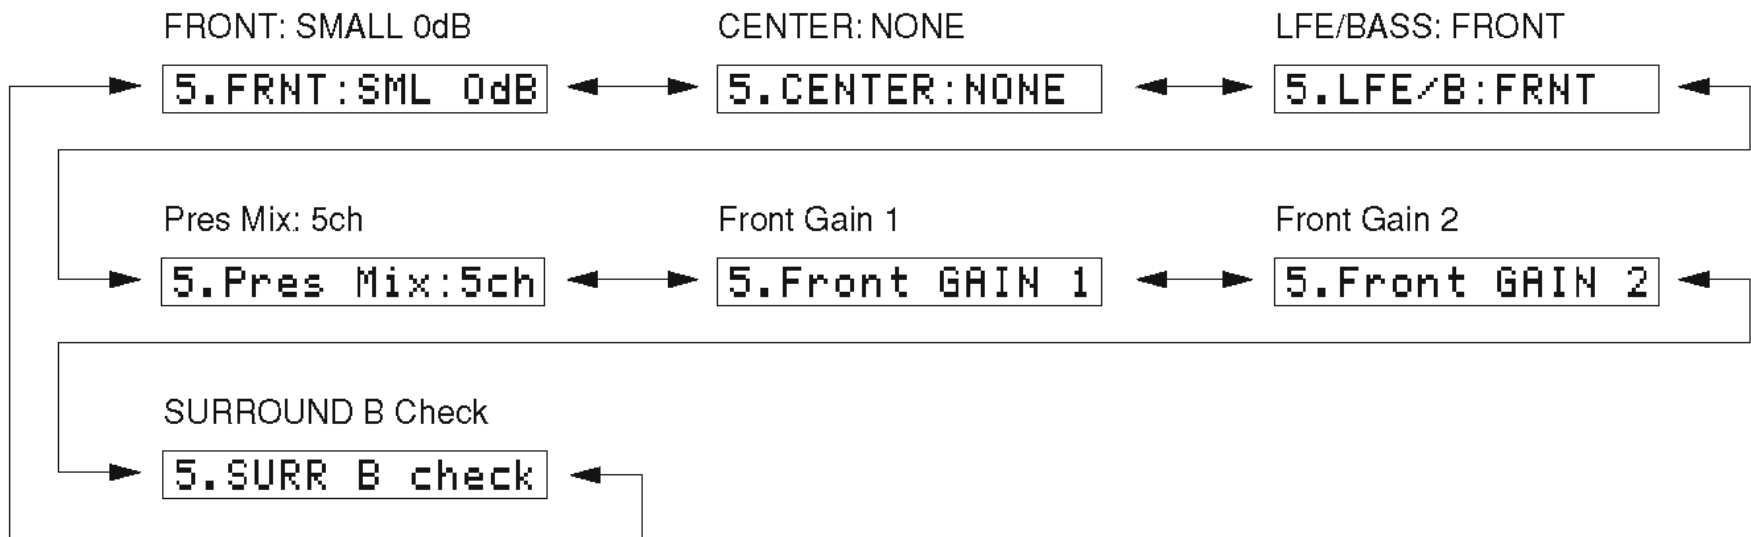 FRONT: SMALL 0dB CENTER: NONE LFE/BASS: FRONT
5.FRNT:SML 0dB 5.CENTER:NONE 5.LFE/B:FRNT
Pres Mix: 5ch Front Gain 1 Front Gain 2
5.Pres Mix:5ch 5.Front GAIN 1 5.Front GAIN 2
SURROUND B Check
5.SURR B check